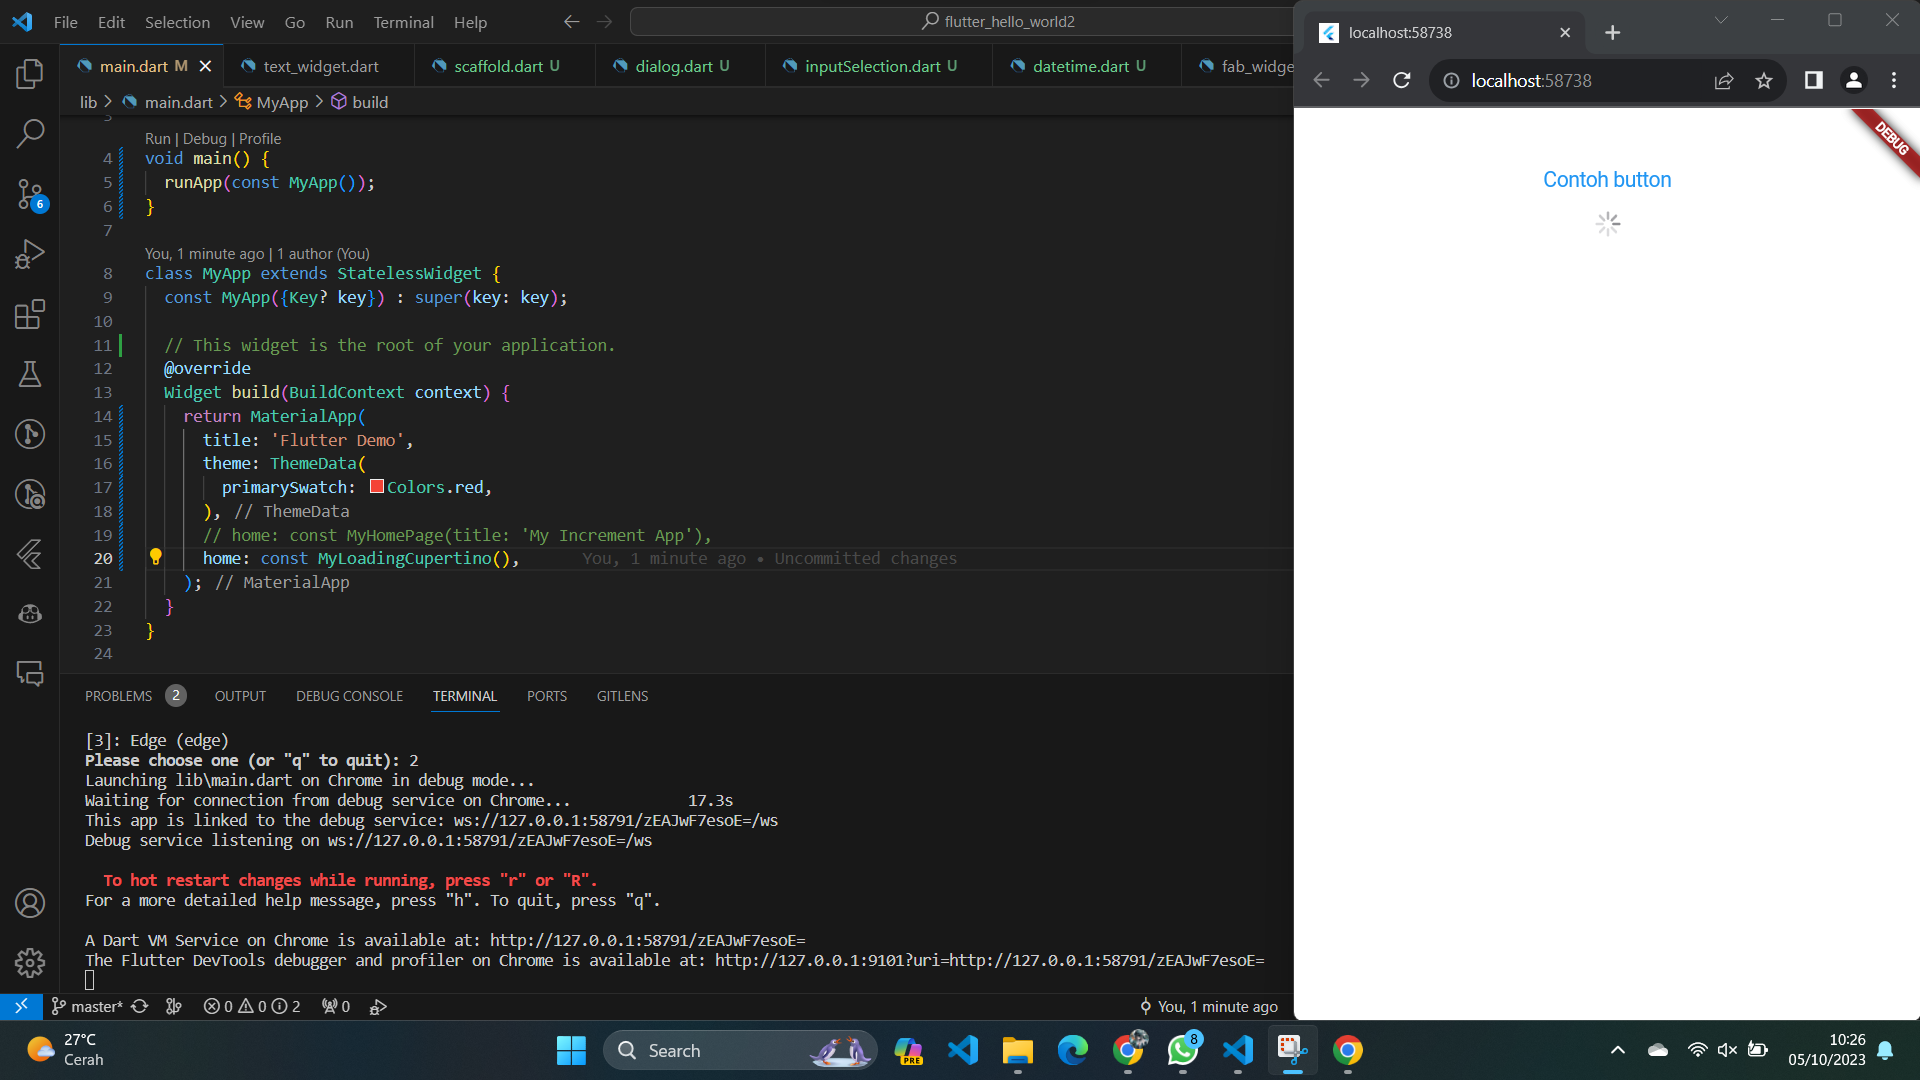 File Edit Selection View Go Run Terminal Help
flutter_hello_world2
main.dart M
text_widget.dart
scaffold.dart U
dialog.dart U
inputSelection.dart U
datetime.dart U
fab_widge
lib > main.dart > MyApp > build
3
Run | Debug | Profile
4 void main() {
5 runApp(const MyApp());
6 }
7
You, 1 minute ago | 1 author (You)
8 class MyApp extends StatelessWidget {
9 const MyApp({Key? key}) : super(key: key);
10
11 // This widget is the root of your application.
12 @override
13 Widget build(BuildContext context) {
14 return MaterialApp(
15 title: 'Flutter Demo',
16 theme: ThemeData(
17 primarySwatch: Colors.red,
18 ), // ThemeData
19 // home: const MyHomePage(title: 'My Increment App'),
20 home: const MyLoadingCupertino(), You, 1 minute ago • Uncommitted changes
21 ); // MaterialApp
22 }
23 }
24
6
PROBLEMS 2 OUTPUT DEBUG CONSOLE TERMINAL PORTS GITLENS
[3]: Edge (edge)
Please choose one (or "q" to quit): 2
Launching lib\main.dart on Chrome in debug mode...
Waiting for connection from debug service on Chrome... 17.3s
This app is linked to the debug service: ws://127.0.0.1:58791/zEAJwF7esoE=/ws
Debug service listening on ws://127.0.0.1:58791/zEAJwF7esoE=/ws
To hot restart changes while running, press "r" or "R".
For a more detailed help message, press "h". To quit, press "q".
A Dart VM Service on Chrome is available at: http://127.0.0.1:58791/zEAJwF7esoE=
The Flutter DevTools debugger and profiler on Chrome is available at: http://127.0.0.1:9101?uri=http://127.0.0.1:58791/zEAJwF7esoE=
master* 0 0 2 0 You, 1 minute ago
localhost:58738
localhost:58738
DEBUG
Contoh button
27°C
Cerah
Search
PRE
8
10:26
05/10/2023